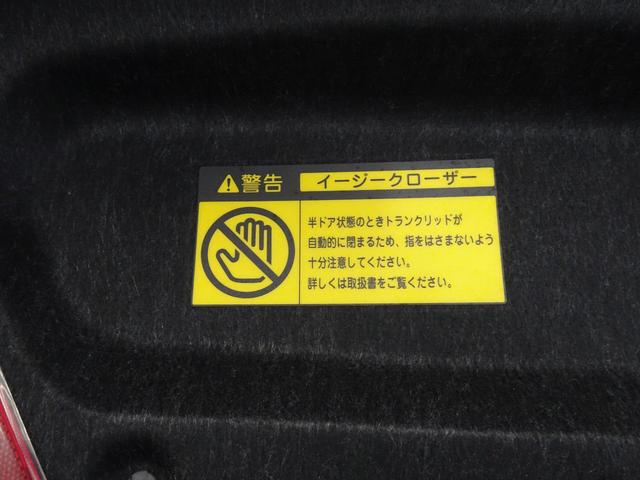 ⚠警告 イージークローザー
半ドア状態のときトランクリッドが
自動的に閉まるため、指をはさまないよう
十分注意してください。
詳しくは取扱書をご覧ください。